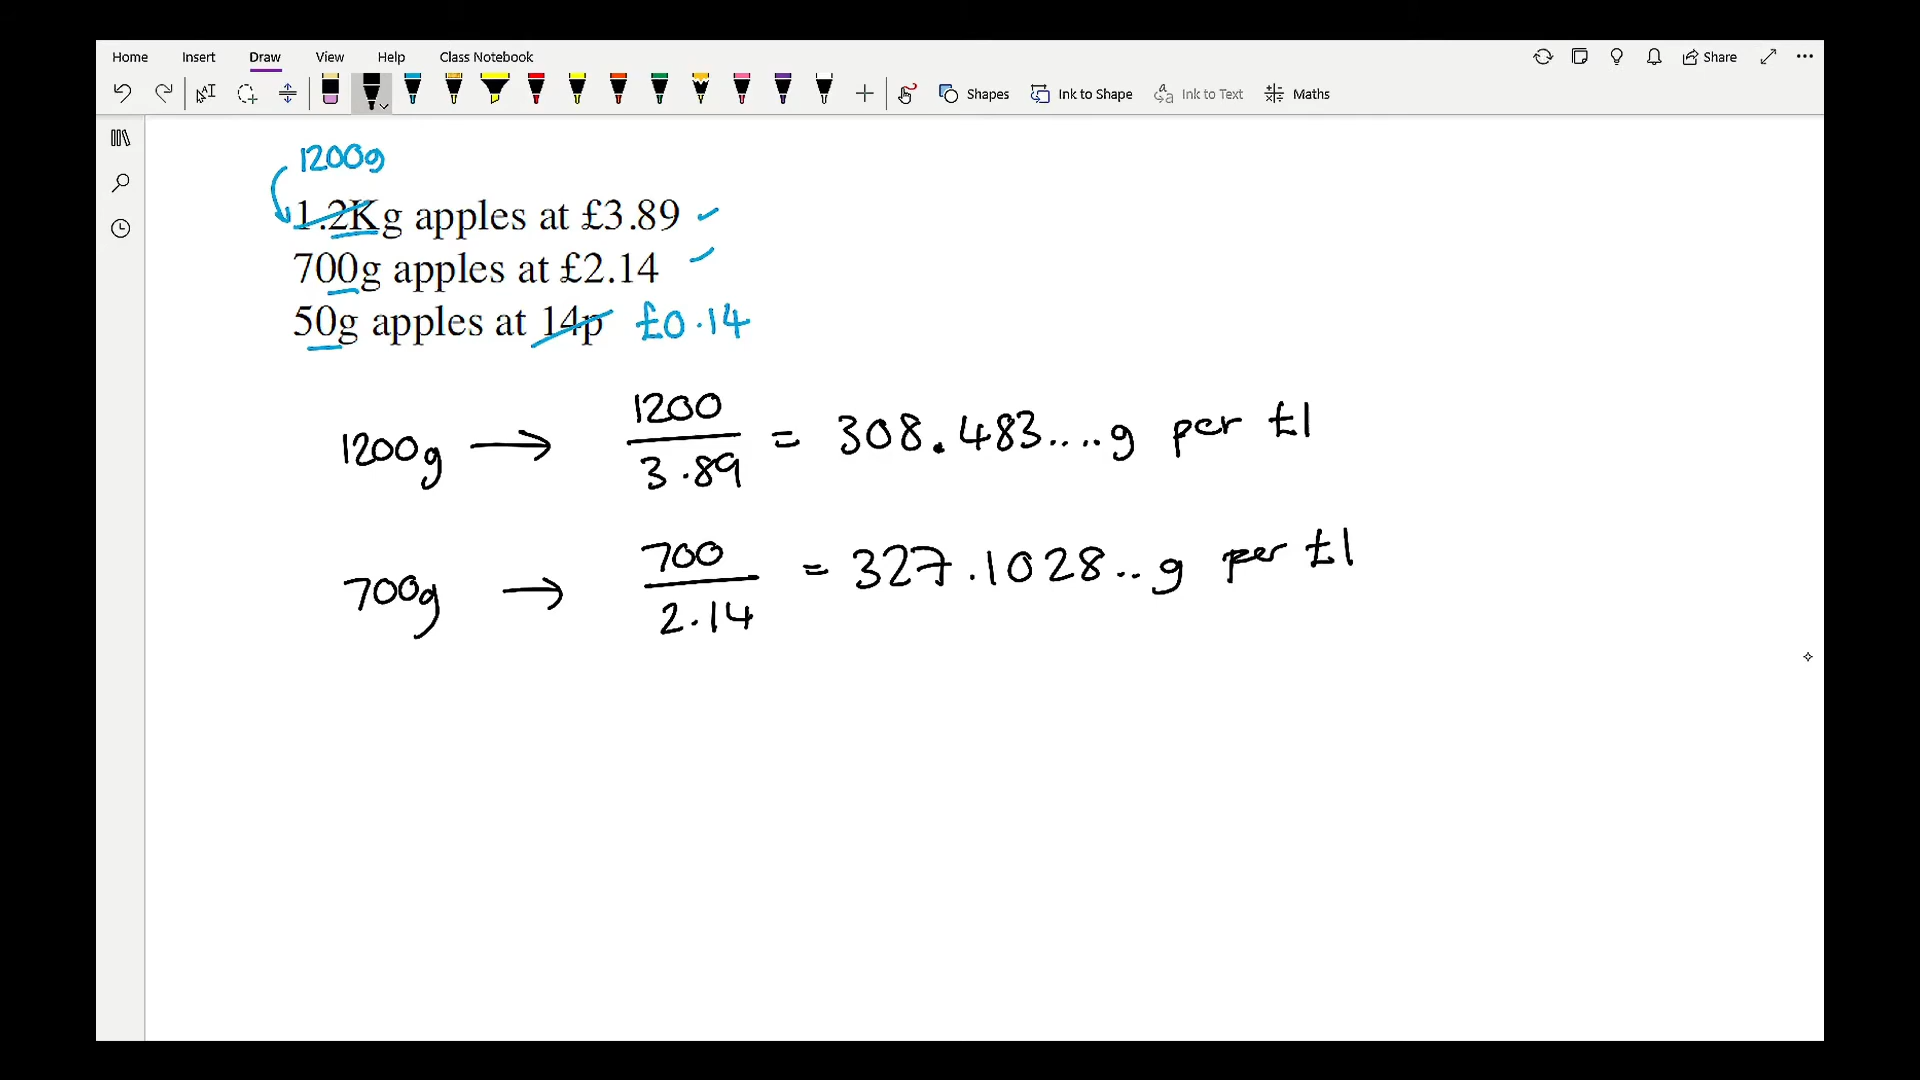 Home Insert Draw View Help Class Notebook Share
Shapes Ink to Shape Ink to Text Maths
1200g
1.2Kg apples at £3.89
700g apples at £2.14
50g apples at 14p £0.14
1200g → 1200/3.89 = 308.483....g per £1
700g → 700/2.14 = 327.1028..g per £1